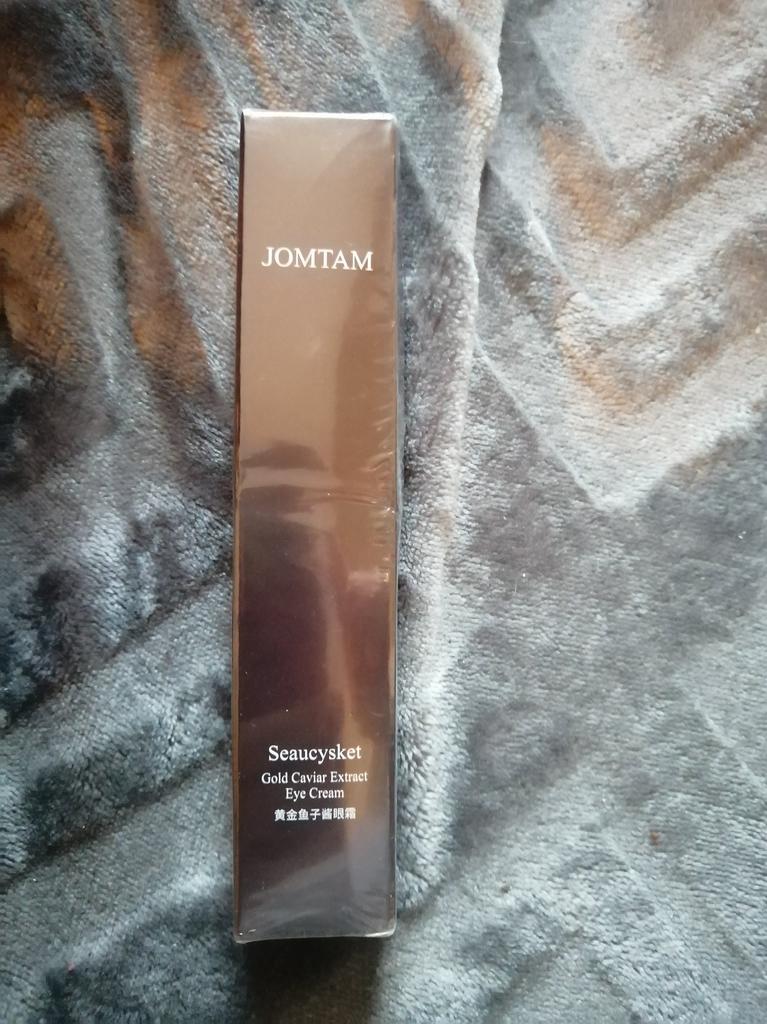 JOMTAM
Seaucysket
Gold Caviar Extract
Eye Cream
黄金鱼子酱眼霜